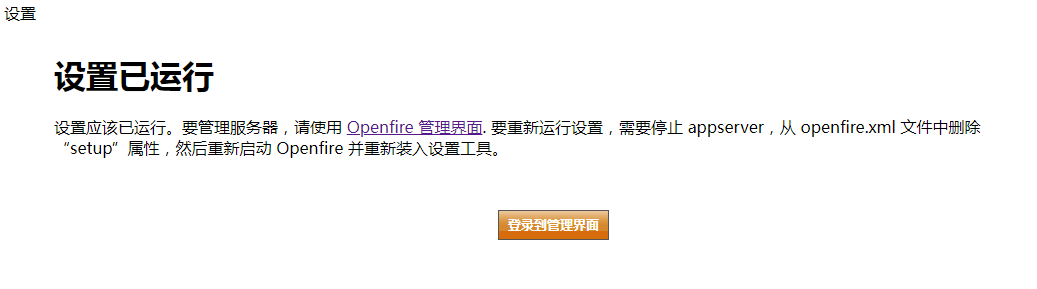 设置
设置已运行
设置应该已运行。要管理服务器，请使用 Openfire 管理界面. 要重新运行设置，需要停止 appserver，从 openfire.xml 文件中删除
“setup”属性，然后重新启动 Openfire 并重新装入设置工具。
登录到管理界面